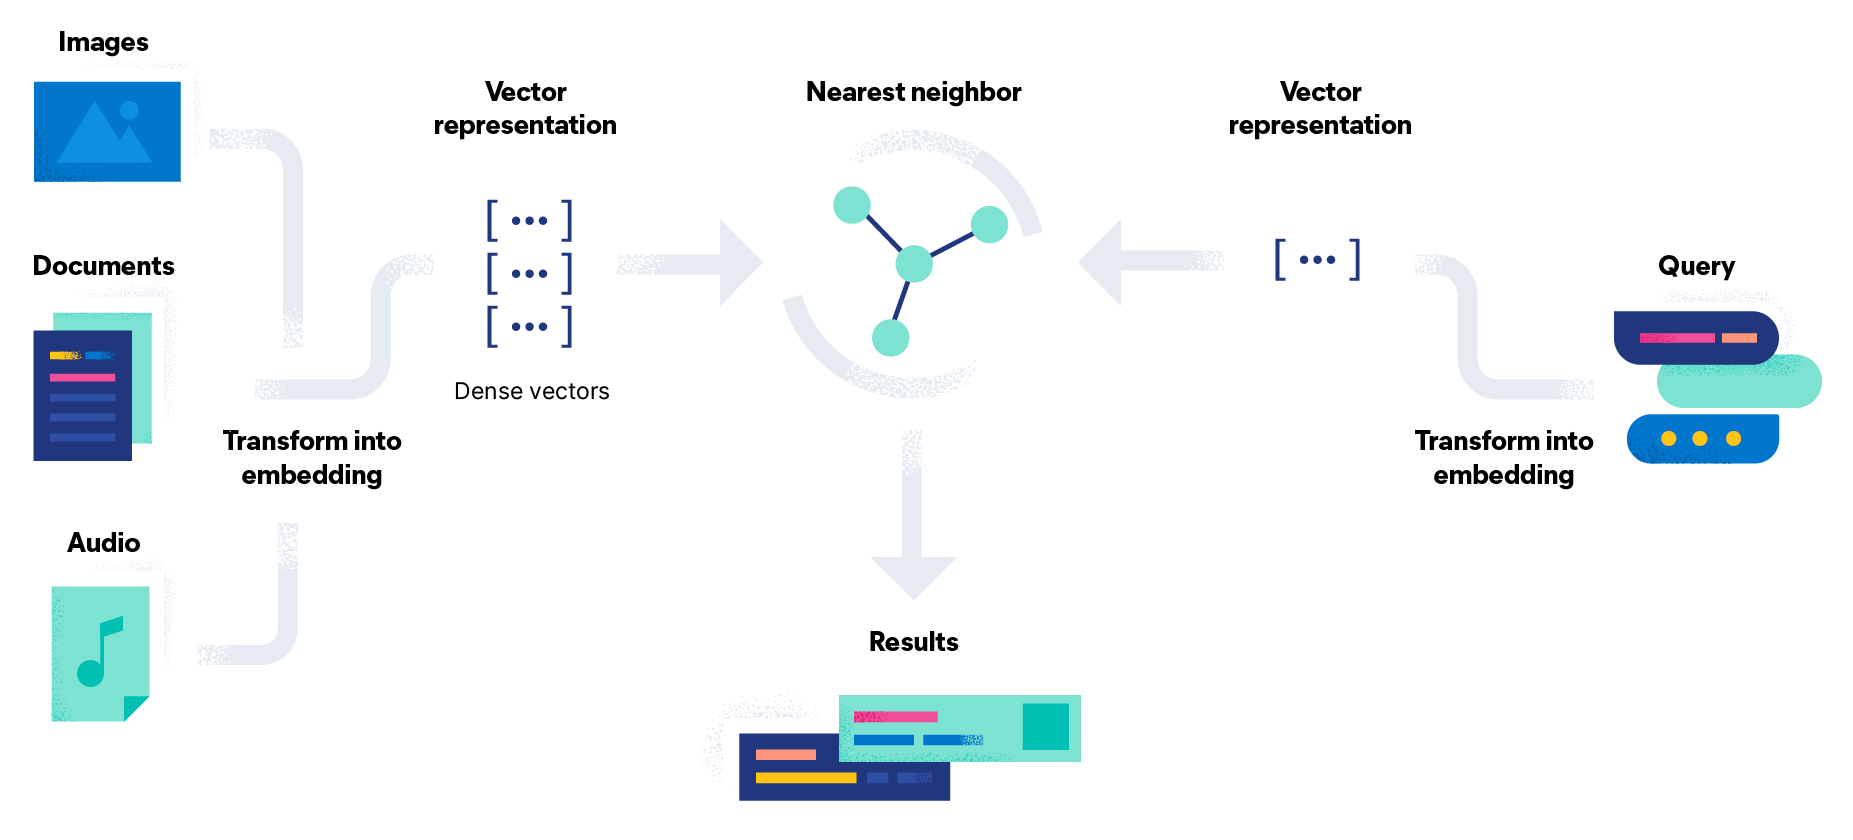 Images
Documents
Audio
Transform into
embedding
Vector
representation
[•••]
[•••]
[•••]
Dense vectors
Nearest neighbor
Results
Vector
representation
[•••]
Transform into
embedding
Query